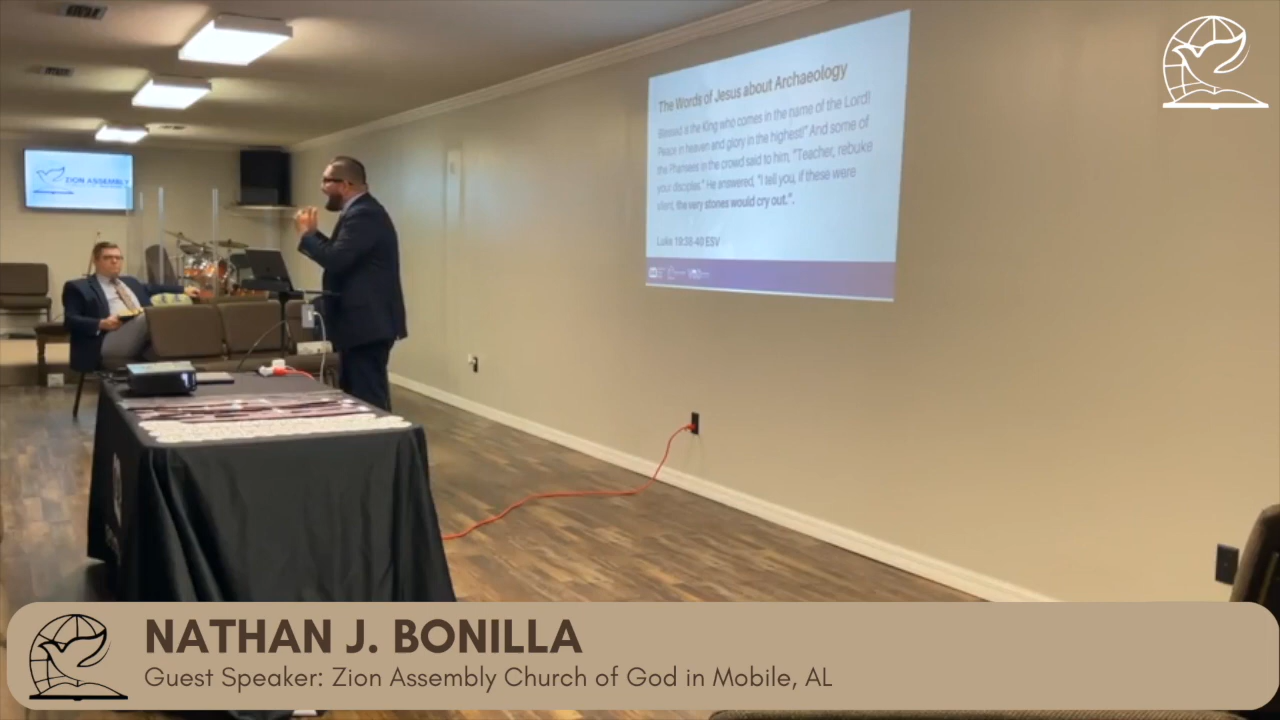 ZION ASSEMBLY
The Words of Jesus about Archaeology
Blessed is the King who comes in the name of the Lord!
Peace in heaven and glory in the highest!" And some of
the Pharisees in the crowd said to him, "Teacher, rebuke
your disciples." He answered, "I tell you, if these were
silent, the very stones would cry out.".
Luke 19:38-40 ESV
NATHAN J. BONILLA
Guest Speaker: Zion Assembly Church of God in Mobile, AL